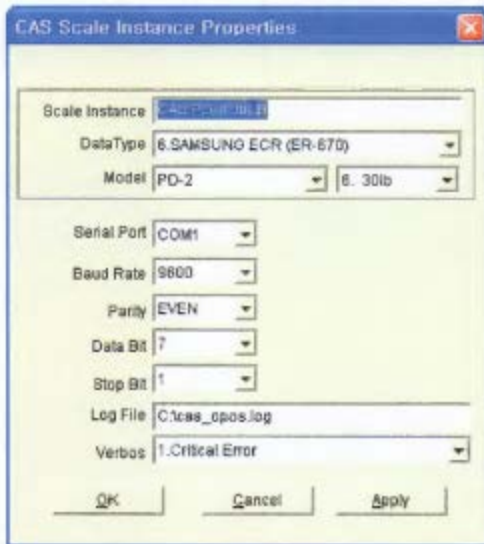 CAS Scale Instance Properties
Scale Instance
DataType 6.SAMSUNG ECR (ER-670)
Model PD-2 6. 30lb
Serial Port COM1
Baud Rate 9600
Parity EVEN
Data Bit 7
Stop Bit 1
Log File C:\cas_opos.log
Verbos 1.Critical Error
OK Cancel Apply